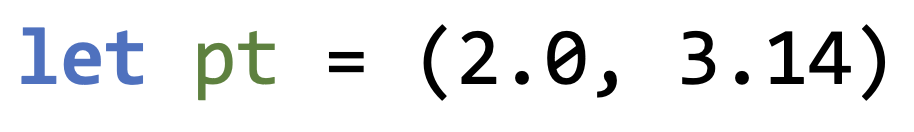 let pt = (2.0, 3.14)